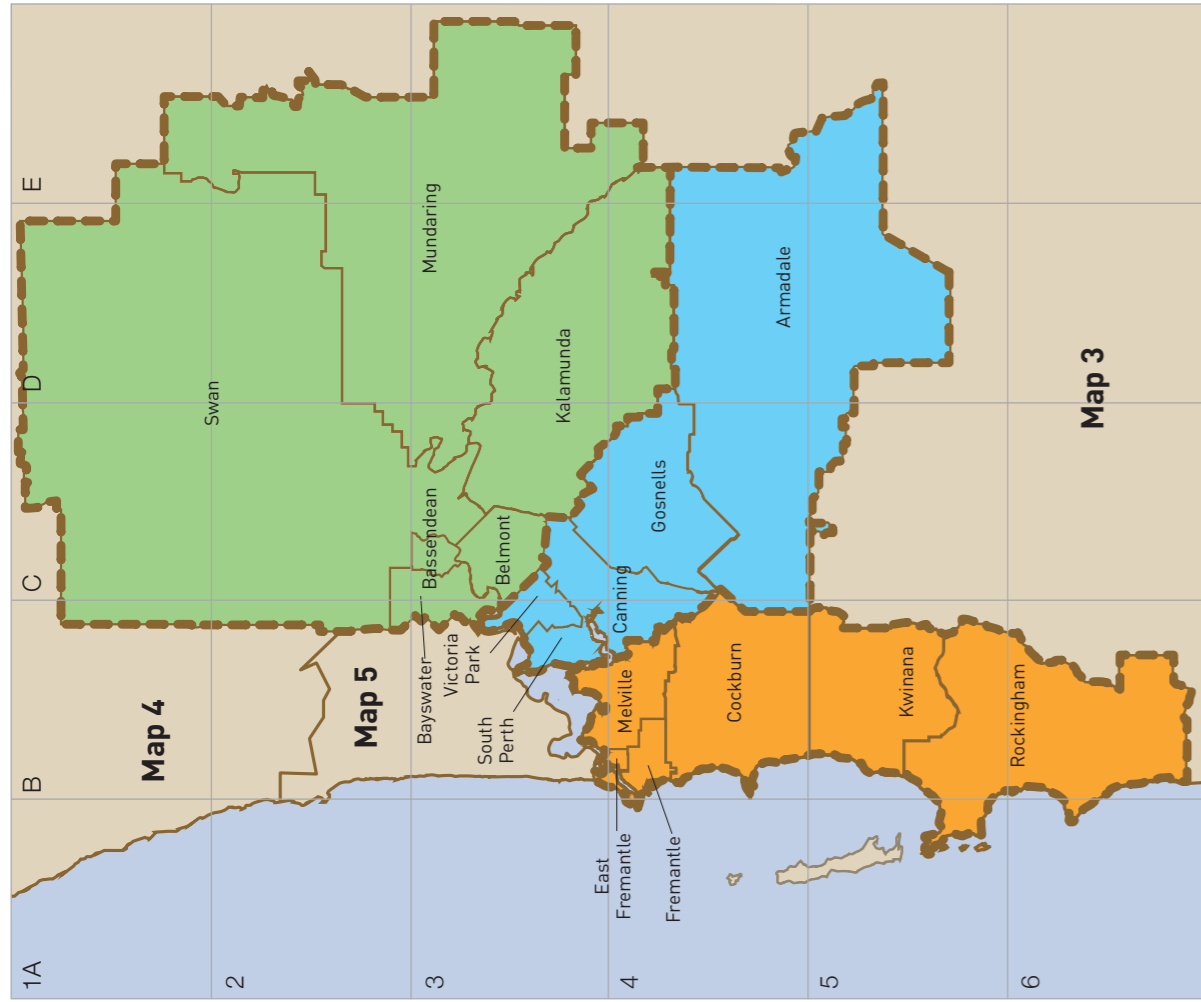 1A
B
C
D
E
2
3
4
5
6
Map 4
Map 5
Map 3
Swan
Mundaring
Kalamunda
Bassendean
Belmont
Bayswater
Victoria
Park
South
Perth
Canning
Gosnells
Armadale
Melville
East
Fremantle
Fremantle
Cockburn
Kwinana
Rockingham